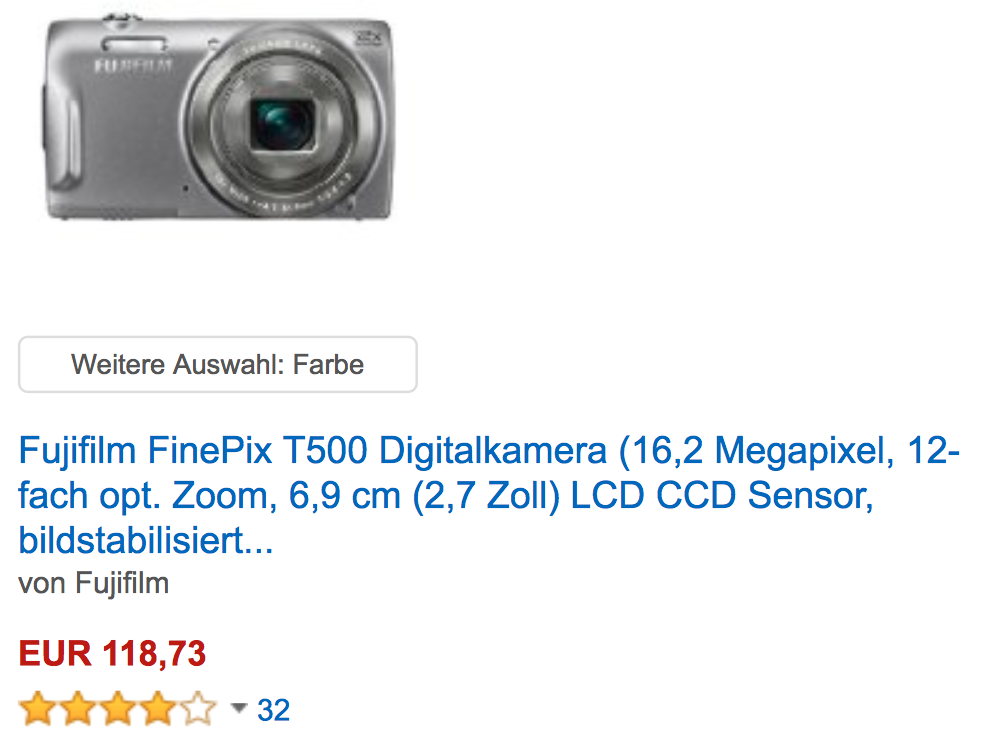 FUJIFILM
12x
Weitere Auswahl: Farbe
Fujifilm FinePix T500 Digitalkamera (16,2 Megapixel, 12-
fach opt. Zoom, 6,9 cm (2,7 Zoll) LCD CCD Sensor,
bildstabilisiert...
von Fujifilm
EUR 118,73
32